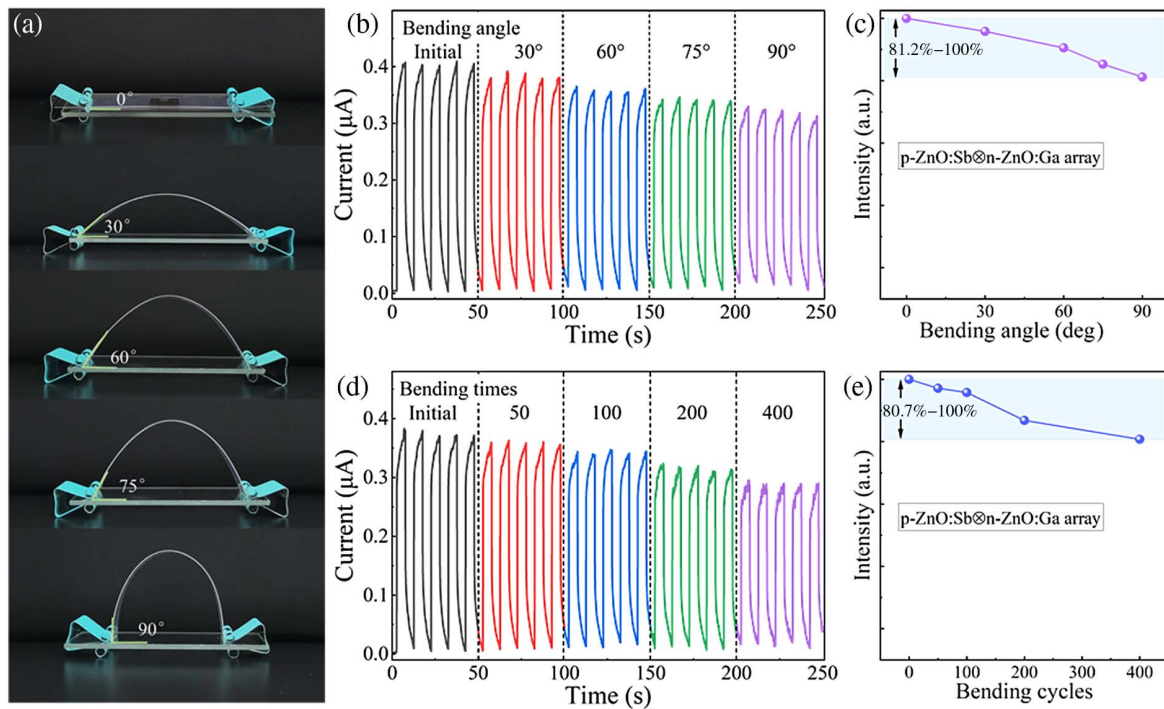 (a)
0°
30°
60°
75°
90°
(b)
Bending angle
Initial 30° 60° 75° 90°
0.4
0.3
0.2
0.1
0.0
Current (μA)
50 100 150 200 250
Time (s)
(c)
81.2%−100%
p-ZnO:Sb⊗n-ZnO:Ga array
Intensity (a.u.)
0 30 60 90
Bending angle (deg)
(d)
Bending times
Initial 50 100 200 400
0.4
0.3
0.2
0.1
0.0
Current (μA)
50 100 150 200 250
Time (s)
(e)
80.7%−100%
p-ZnO:Sb⊗n-ZnO:Ga array
Intensity (a.u.)
0 100 200 300 400
Bending cycles